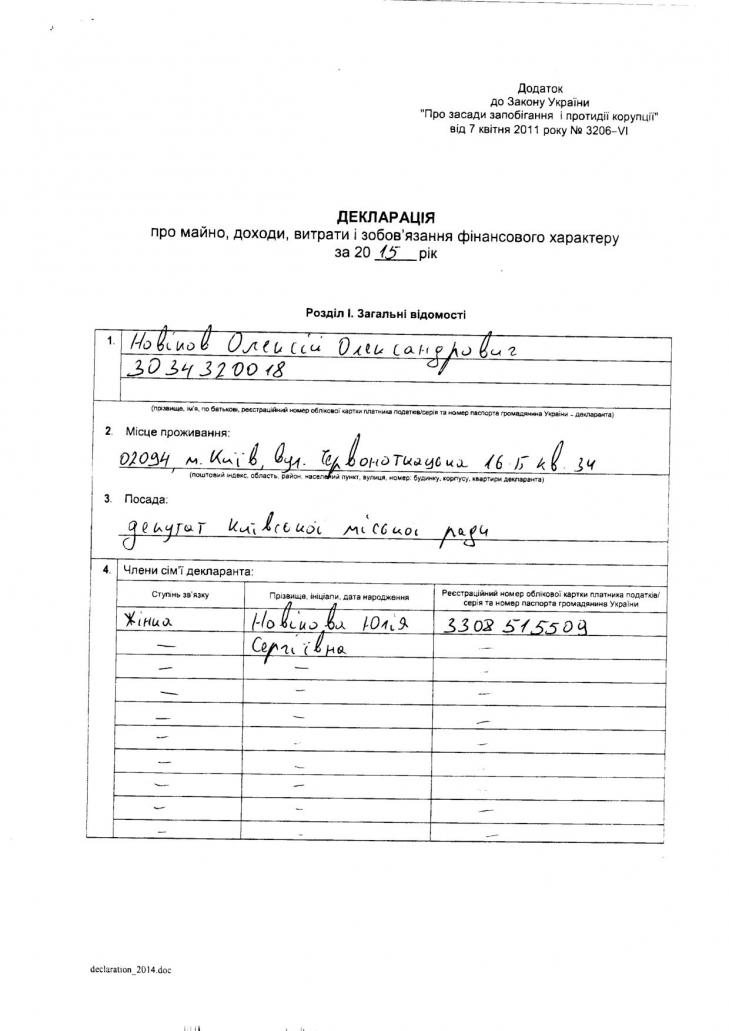 Додаток
до Закону України
"Про засади запобігання і протидії корупції"
від 7 квітня 2011 року № 3206–VI
ДЕКЛАРАЦІЯ
про майно, доходи, витрати і зобов'язання фінансового характеру
за 20 15 рік
Розділ І. Загальні відомості
1. Новіков Олексій Олександрович
3034320018
(прізвище, ім'я, по батькові, реєстраційний номер облікової картки платника податків/серія та номер паспорта громадянина України – декларанта)
2. Місце проживання:
02094, м. Київ, вул. Червоноткацька 16 Б кв. 34
(поштовий індекс, область, район, населений пункт, вулиця, номер: будинку, корпусу, квартири декларанта)
3. Посада:
депутат Київської міської ради
4. Члени сім'ї декларанта:
Ступінь зв'язку Прізвище, ініціали, дата народження Реєстраційний номер облікової картки платника податків/
серія та номер паспорта громадянина України
Жінка Новікова Юлія 3308515509
— Сергіївна —
— — —
— — —
— — —
— — —
— — —
— — —
— — —
— — —
declaration_2014.doc